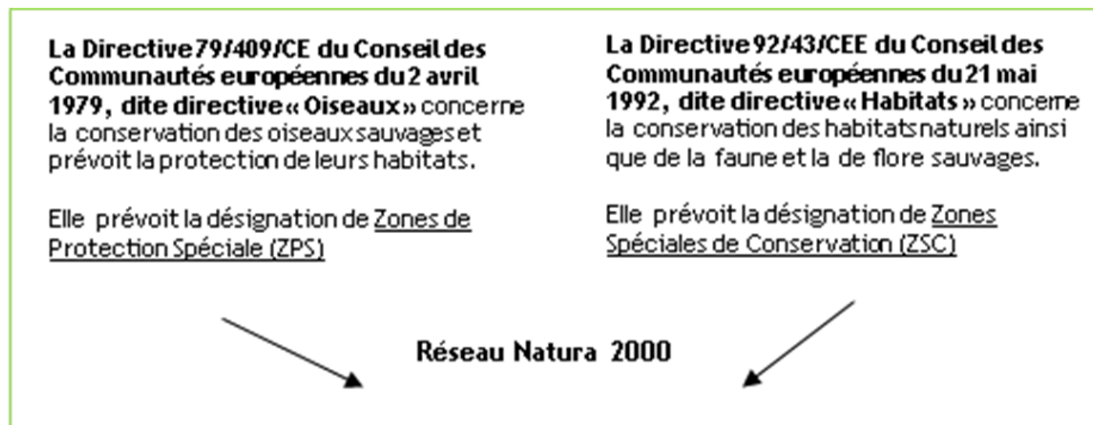 La Directive 79/409/CE du Conseil des
Communautés européennes du 2 avril
1979, dite directive « Oiseaux » concerne
la conservation des oiseaux sauvages et
prévoit la protection de leurs habitats.
Elle prévoit la désignation de Zones de
Protection Spéciale (ZPS)
La Directive 92/43/CEE du Conseil des
Communautés européennes du 21 mai
1992, dite directive « Habitats » concerne
la conservation des habitats naturels ainsi
que de la faune et la de flore sauvages.
Elle prévoit la désignation de Zones
Spéciales de Conservation (ZSC)
Réseau Natura 2000